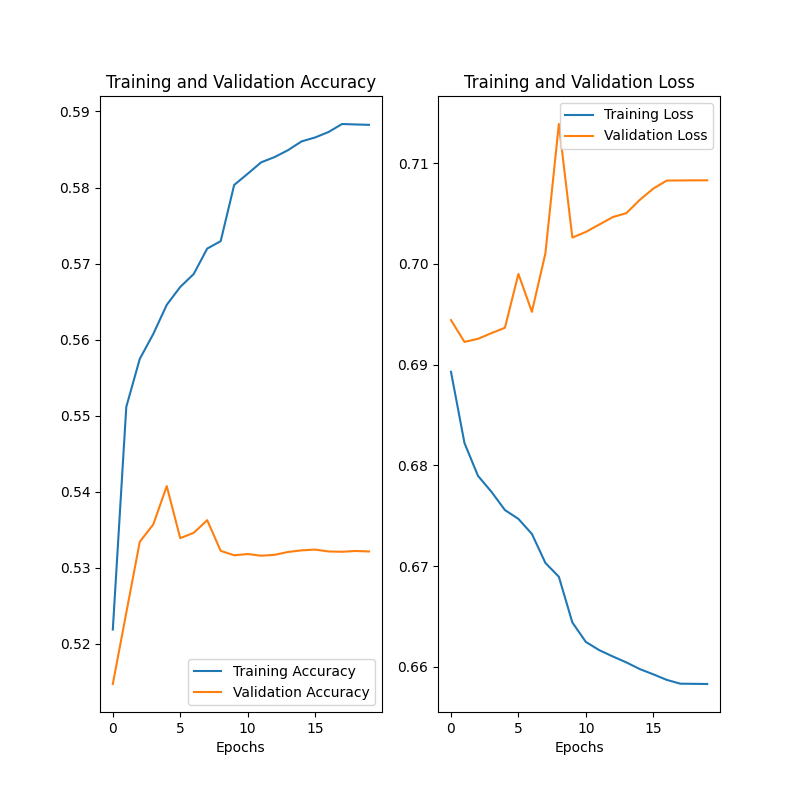 Training and Validation Accuracy
0.59
0.58
0.57
0.56
0.55
0.54
0.53
0.52
Training Accuracy
Validation Accuracy
0 5 10 15
Epochs
Training and Validation Loss
Training Loss
Validation Loss
0.71
0.70
0.69
0.68
0.67
0.66
0 5 10 15
Epochs